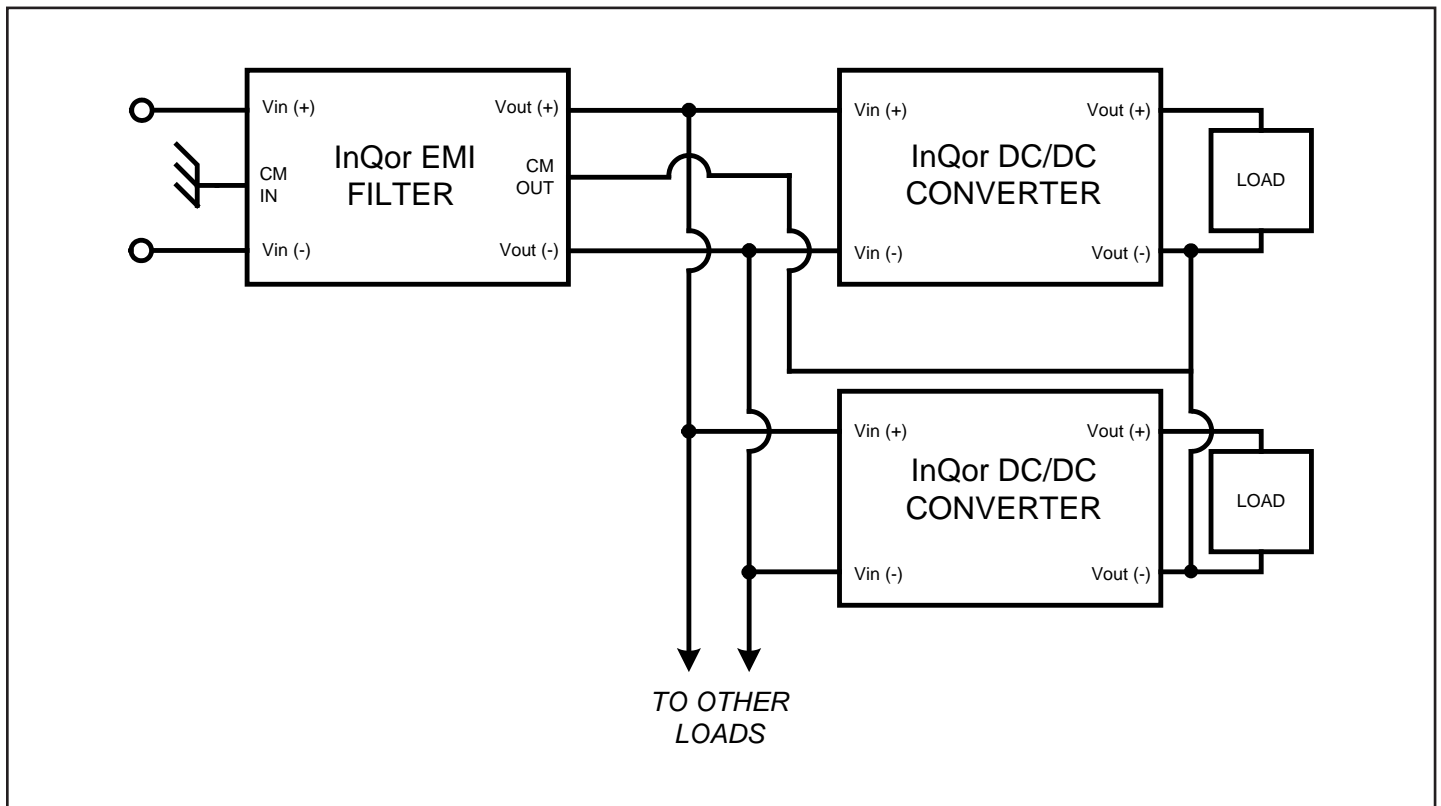 Vin (+)
CM
IN
Vin (-)
InQor EMI
FILTER
Vout (+)
CM
OUT
Vout (-)
Vin (+)
Vin (-)
InQor DC/DC
CONVERTER
Vout (+)
Vout (-)
LOAD
Vin (+)
Vin (-)
InQor DC/DC
CONVERTER
Vout (+)
Vout (-)
LOAD
TO OTHER
LOADS